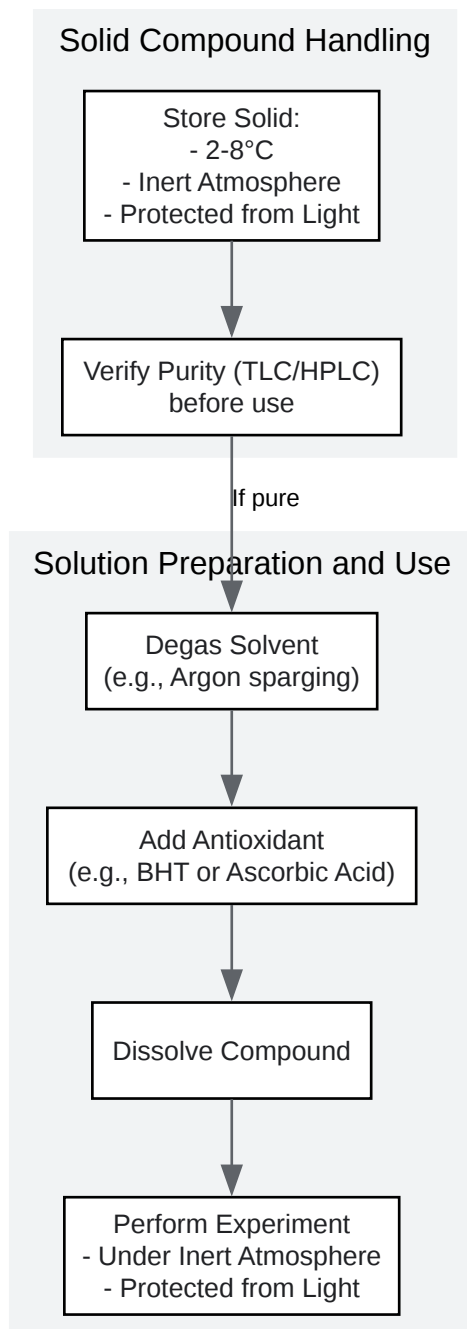 Solid Compound Handling
Store Solid:
- 2-8°C
- Inert Atmosphere
- Protected from Light
Verify Purity (TLC/HPLC)
before use
If pure
Solution Preparation and Use
Degas Solvent
(e.g., Argon sparging)
Add Antioxidant
(e.g., BHT or Ascorbic Acid)
Dissolve Compound
Perform Experiment
- Under Inert Atmosphere
- Protected from Light